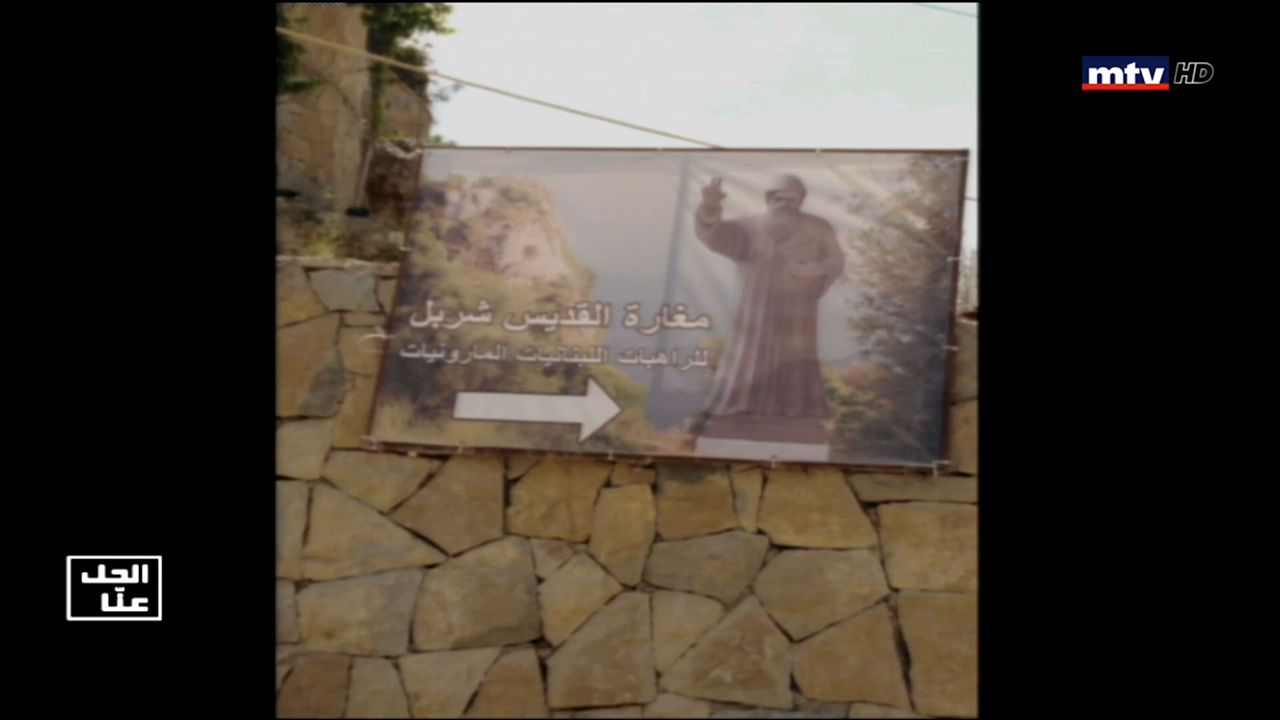 mtv HD
مغارة القديس شربل
للراهبات اللبنانيات المارونيات
الحل
عنّا